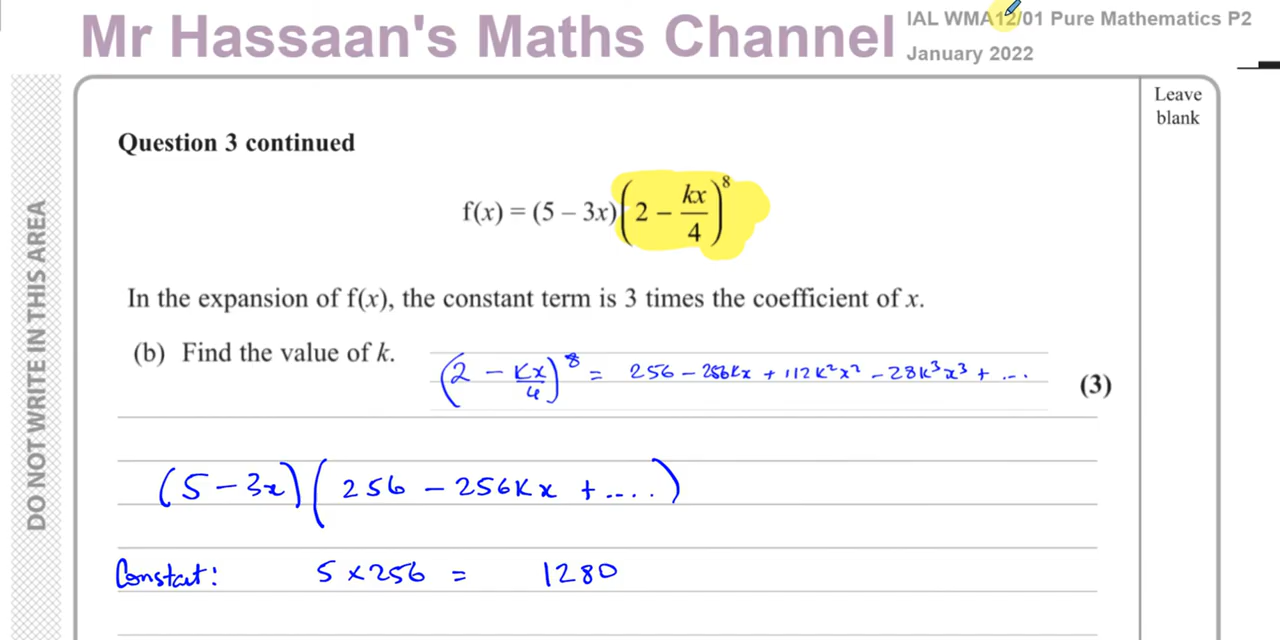 Mr Hassaan's Maths Channel
IAL WMA12/01 Pure Mathematics P2
January 2022
Leave
blank
Question 3 continued
f(x) = (5 – 3x)(2 – kx/4)^8
In the expansion of f(x), the constant term is 3 times the coefficient of x.
(b) Find the value of k.
(2 – Kx/4)^8 = 256 – 256Kx + 112K²x² – 28K³x³ + ....
(3)
(5 – 3x)(256 – 256Kx + ....)
Constat: 5 × 256 = 1280
DO NOT WRITE IN THIS AREA